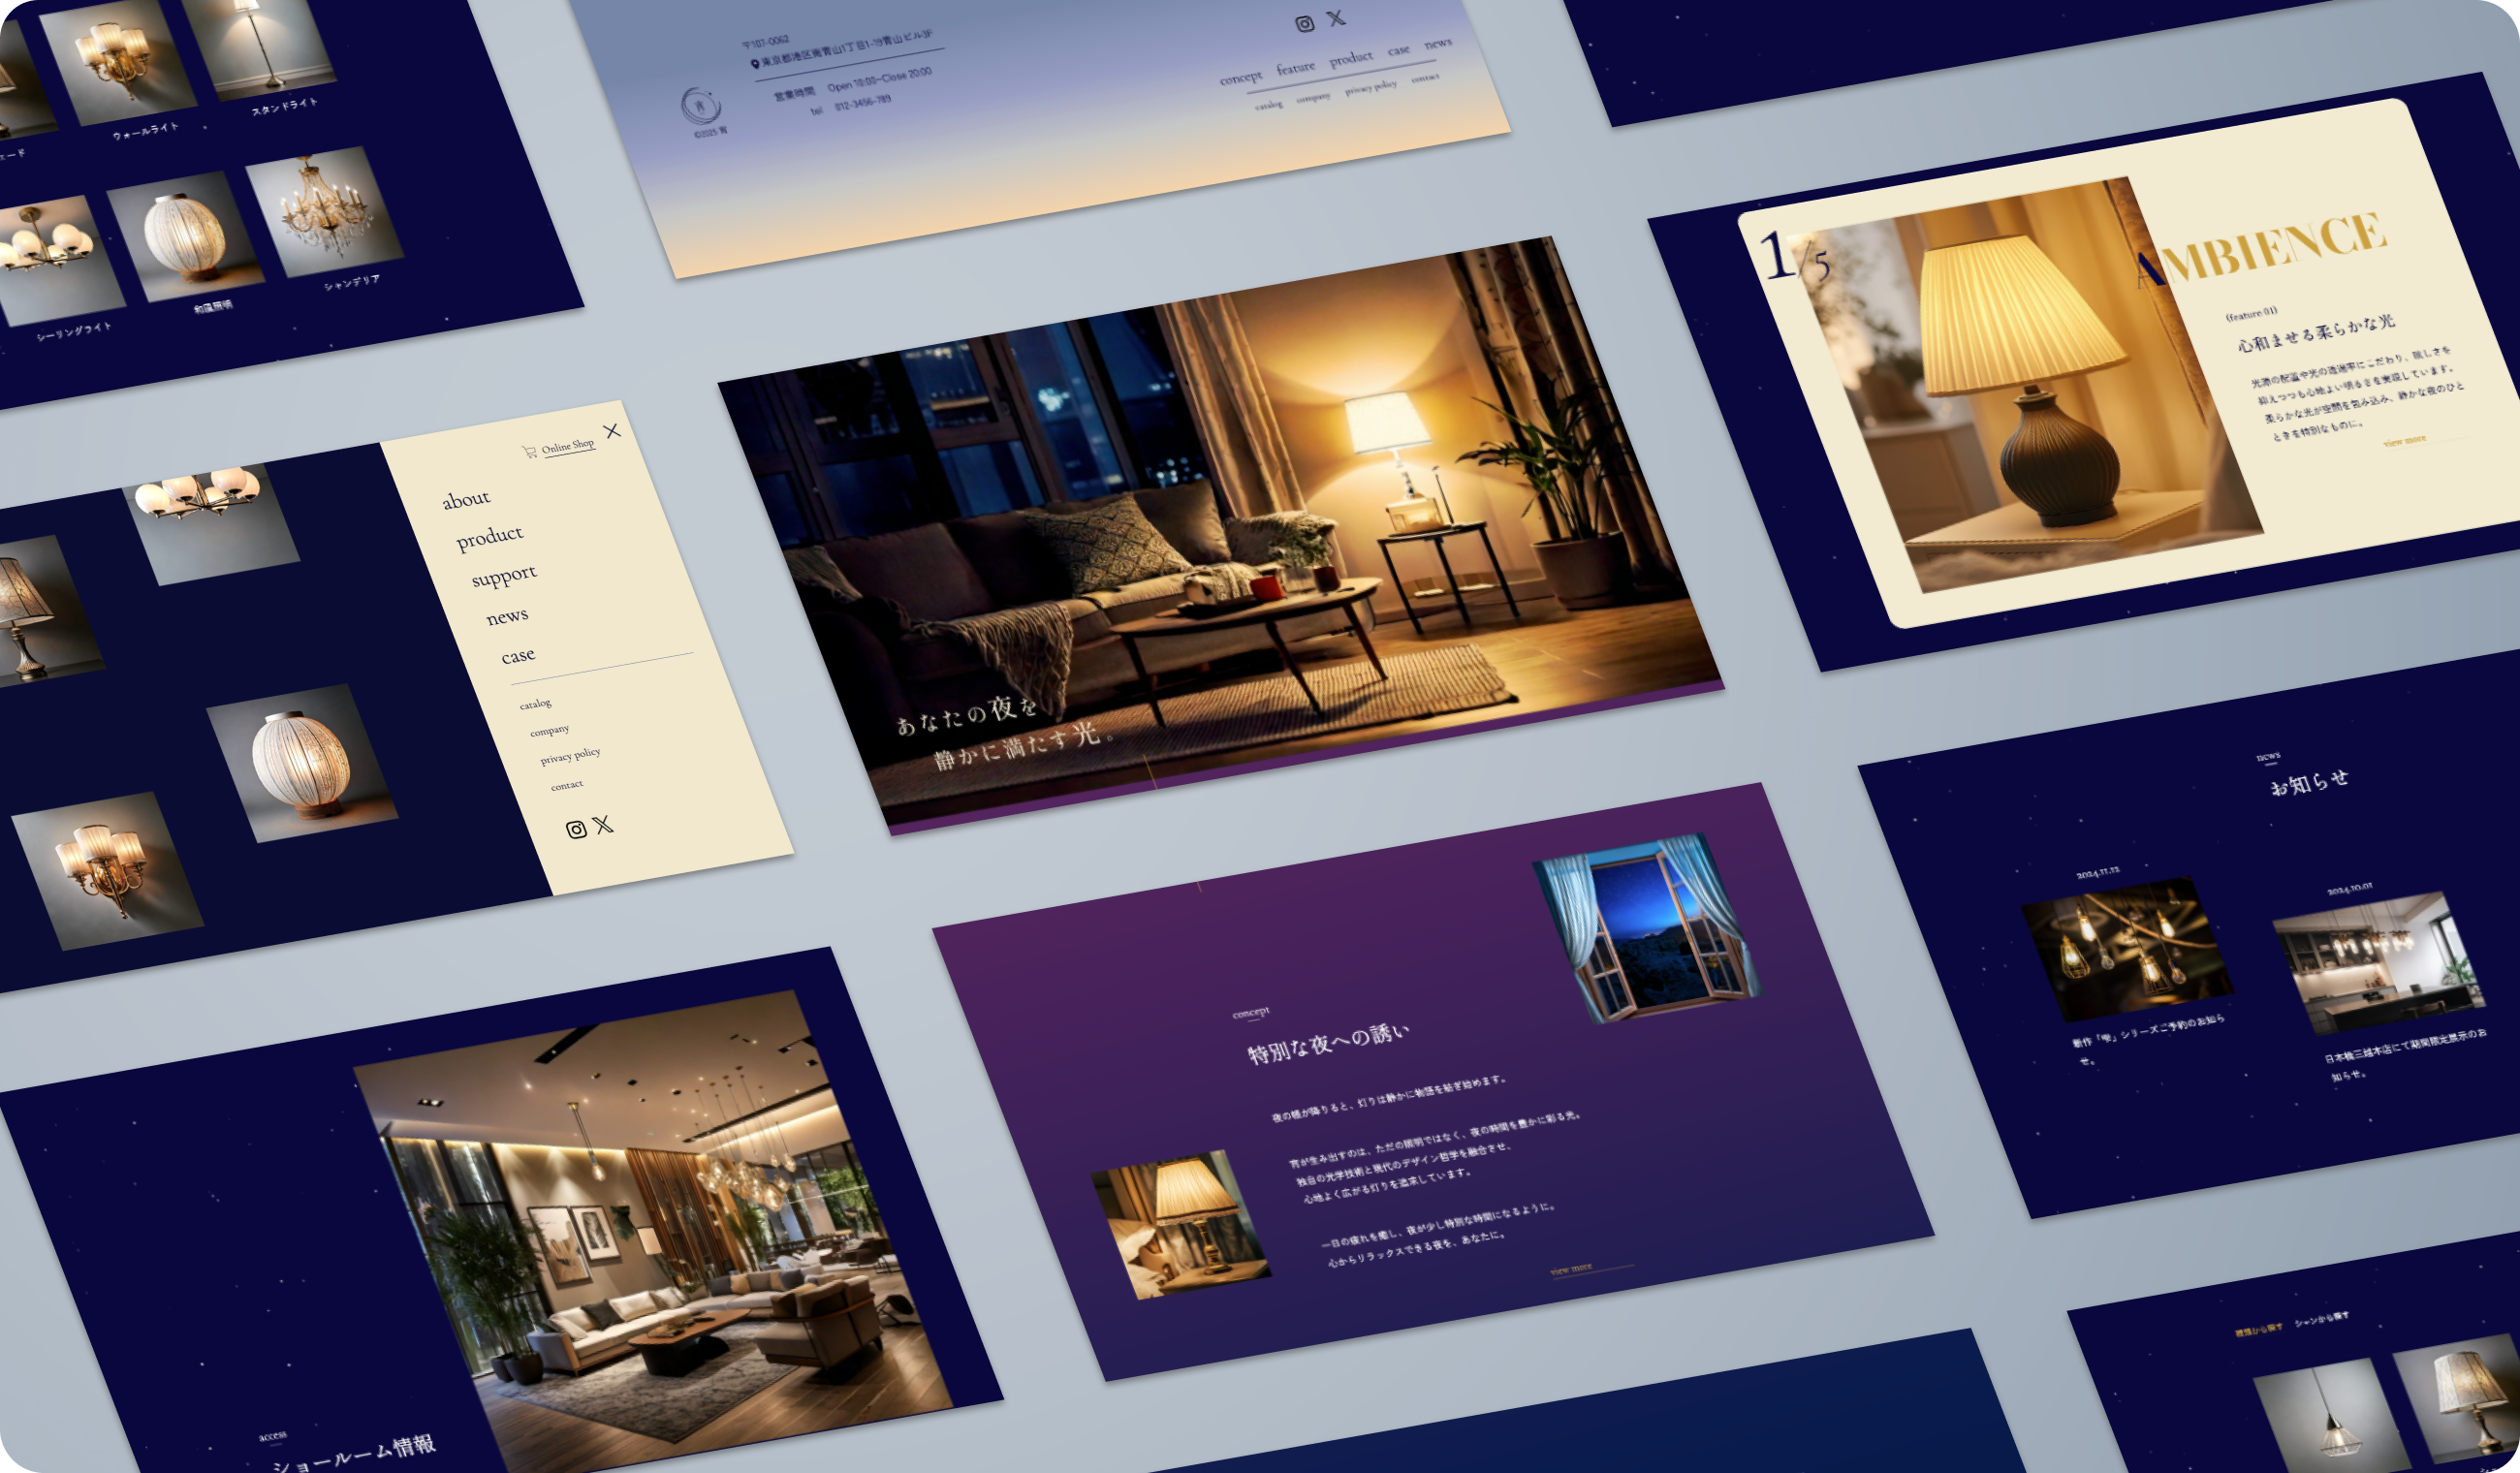 ウォールライト
スタンドライト
シーリングライト
和風照明
シャンデリア
〒107-0062
東京都港区南青山1丁目1-19青山ビル3F
営業時間 Open 10:00~Close 20:00
tel 012-3456-789
宵
©2025 宵
concept feature product case news
catalog company privacy policy contact
1/5
AMBIENCE
(feature 01)
心和ませる柔らかな光
光源の配置や光の透過率にこだわり、眩しさを
抑えつつも心地よい明るさを実現しています。
柔らかな光が空間を包み込み、静かな夜のひと
ときを特別なものに。
view more
Online Shop
about
product
support
news
case
catalog
company
privacy policy
contact
あなたの夜を
静かに満たす光。
news
お知らせ
2024.11.12
新作「雫」シリーズご予約のお知ら
せ。
2024.10.01
日本橋三越本店にて期間限定展示のお
知らせ。
concept
特別な夜への誘い
夜の帳が降りると、灯りは静かに物語を紡ぎ始めます。
宵が生み出すのは、ただの照明ではなく、夜の時間を豊かに彩る光。
独自の光学技術と現代のデザイン哲学を融合させ、
心地よく広がる灯りを追求しています。
一日の疲れを癒し、夜が少し特別な時間になるように。
心からリラックスできる夜を、あなたに。
view more
access
ショールーム情報
種類から探す シャンから探す